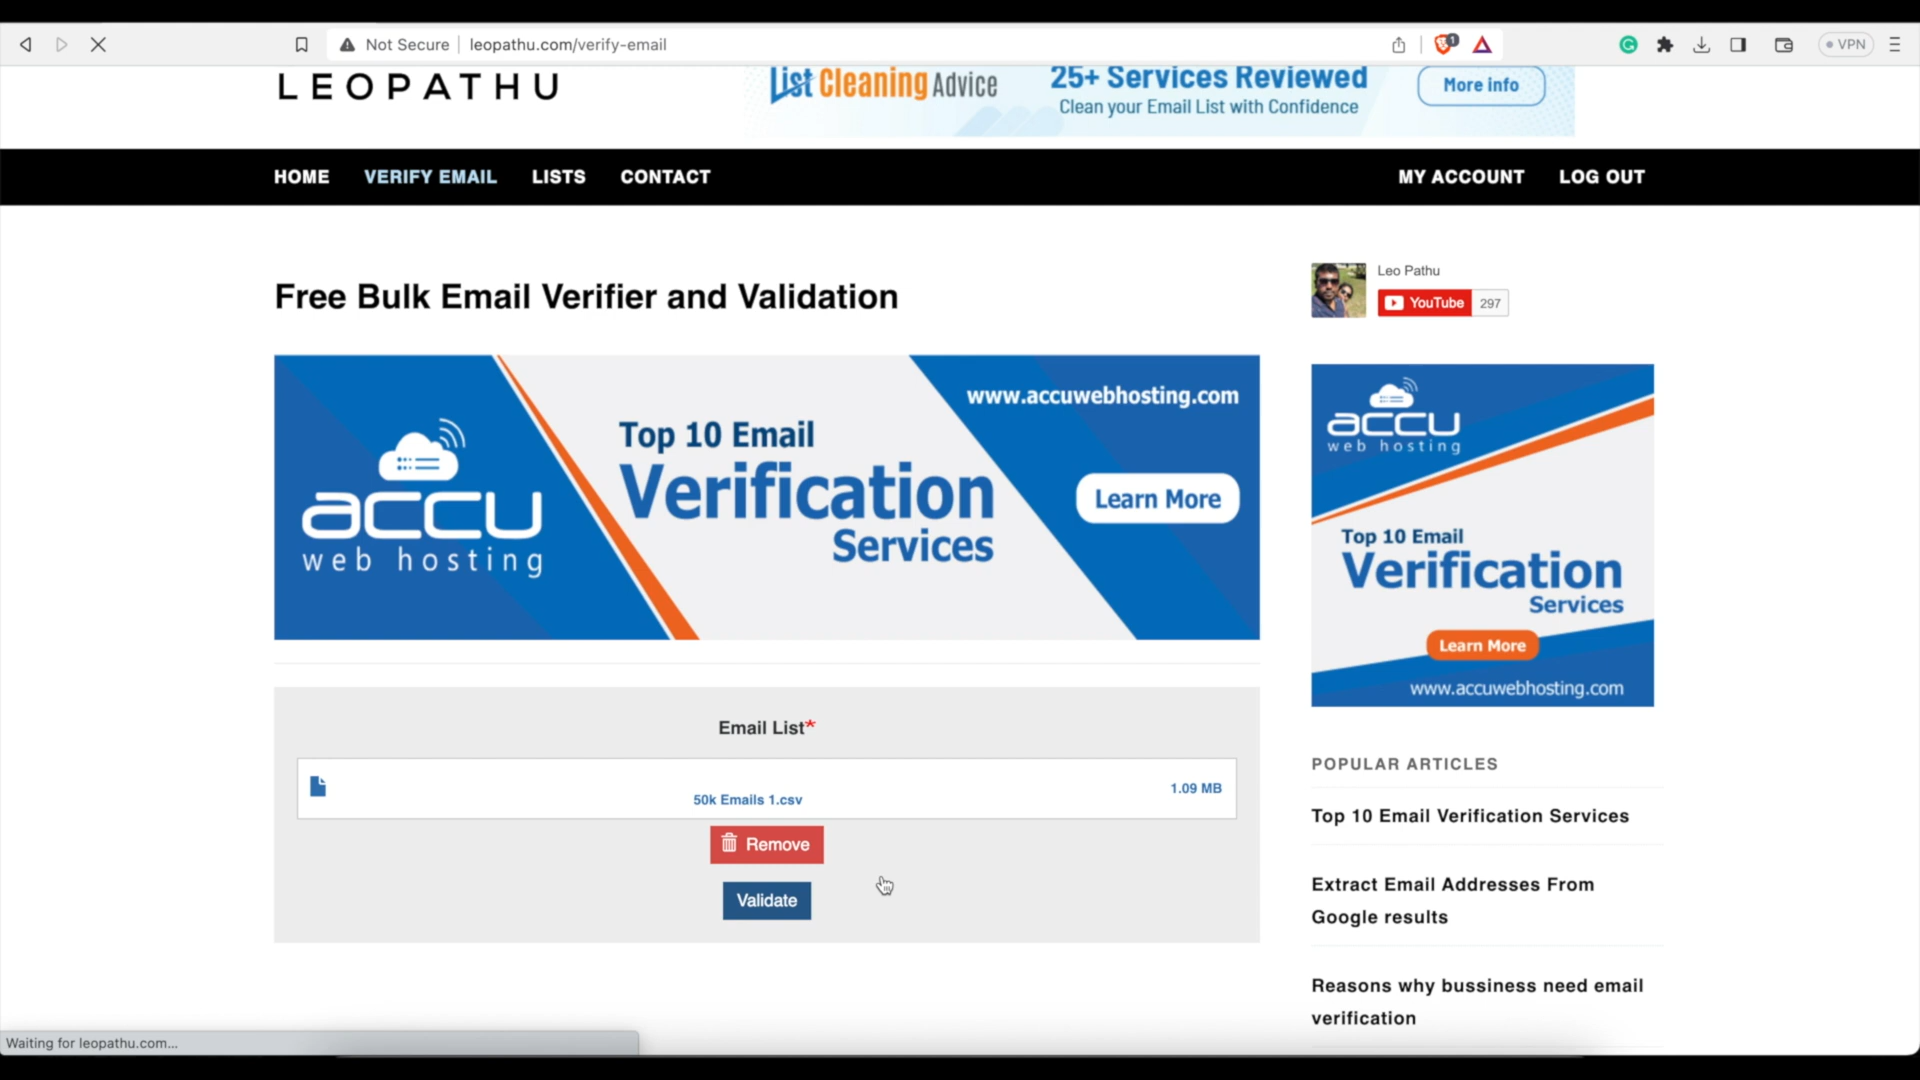 Not Secure leopathu.com/verify-email
1
VPN
LEOPATHU
List Cleaning Advice
25+ Services Reviewed
Clean your Email List with Confidence
More info
HOME VERIFY EMAIL LISTS CONTACT MY ACCOUNT LOG OUT
Free Bulk Email Verifier and Validation
www.accuwebhosting.com
accu
web hosting
Top 10 Email
Verification
Services
Learn More
Email List*
50k Emails 1.csv
1.09 MB
Remove
Validate
Leo Pathu
YouTube 297
accu
web hosting
Top 10 Email
Verification
Services
Learn More
www.accuwebhosting.com
POPULAR ARTICLES
Top 10 Email Verification Services
Extract Email Addresses From
Google results
Reasons why bussiness need email
verification
Waiting for leopathu.com...